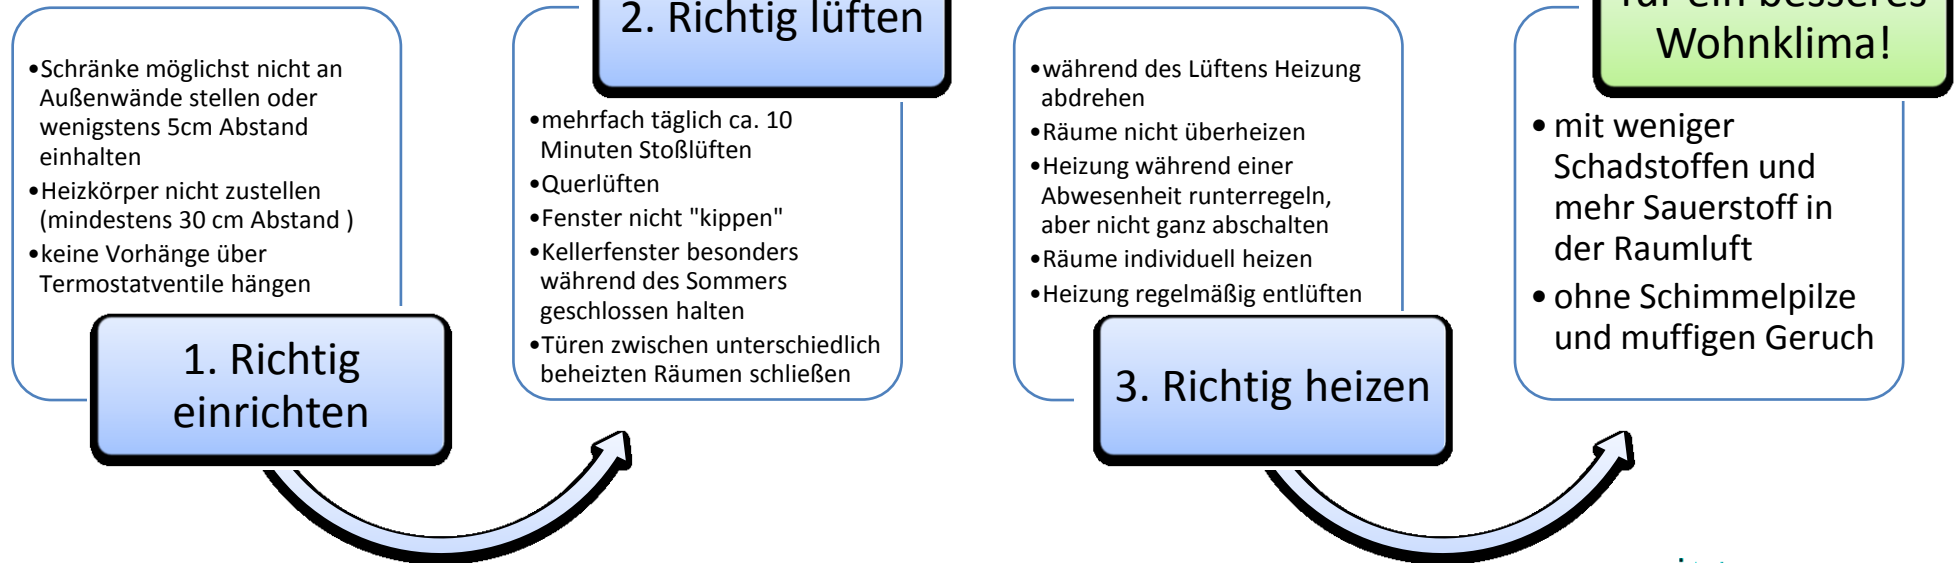 •Schränke möglichst nicht an
Außenwände stellen oder
wenigstens 5cm Abstand
einhalten
•Heizkörper nicht zustellen
(mindestens 30 cm Abstand )
•keine Vorhänge über
Termostatventile hängen
1. Richtig
einrichten
2. Richtig lüften
•mehrfach täglich ca. 10
Minuten Stoßlüften
•Querlüften
•Fenster nicht "kippen"
•Kellerfenster besonders
während des Sommers
geschlossen halten
•Türen zwischen unterschiedlich
beheizten Räumen schließen
•während des Lüftens Heizung
abdrehen
•Räume nicht überheizen
•Heizung während einer
Abwesenheit runterregeln,
aber nicht ganz abschalten
•Räume individuell heizen
•Heizung regelmäßig entlüften
3. Richtig heizen
für ein besseres
Wohnklima!
•mit weniger
Schadstoffen und
mehr Sauerstoff in
der Raumluft
•ohne Schimmelpilze
und muffigen Geruch